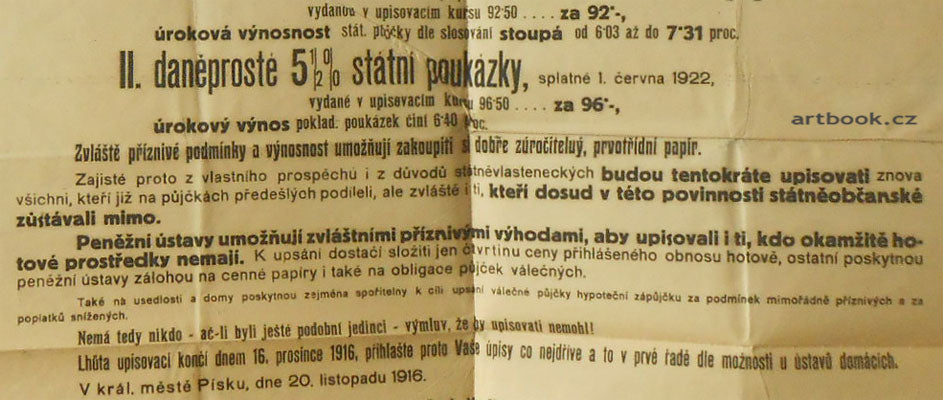 vydanou v upisovacím kursu 92·50 .... za 92·-,
úroková výnosnost stát. půjčky dle slosování stoupá od 6·03 až do 7·31 proc.
II. daněprosté 5½% státní poukázky, splatné 1. června 1922,
vydané v upisovacím kursu 96·50 .... za 96·-,
artbook.cz
úrokový výnos poklad. poukázek činí 6·40 proc.
Zvláště příznivé podmínky a výnosnost umožňují zakoupiti si dobře zúročitelný, prvotřídní papír.
Zajisté proto z vlastního prospěchu i z důvodů státněvlasteneckých budou tentokráte upisovati znova
všichni, kteří již na půjčkách předešlých podíleli, ale zvláště i ti, kteří dosud v této povinnosti státněobčanské
zůstávali mimo.
Peněžní ústavy umožňují zvláštními příznivými výhodami, aby upisovali i ti, kdo okamžitě ho-
tové prostředky nemají. K upsání dostačí složiti jen čtvrtinu ceny přihlášeného obnosu hotově, ostatní poskytnou
peněžní ústavy zálohou na cenné papíry i také na obligace půjček válečných.
Také na usedlosti a domy poskytnou zejména spořitelny k cíli upsání válečné půjčky hypoteční zápůjčku za podmínek mimořádně příznivých a za
poplatků snížených.
Nemá tedy nikdo - ač-li byli ještě podobní jedinci - výmluv, že by upisovati nemohl!
Lhůta upisovací končí dnem 16. prosince 1916, přihlašte proto Vaše úpisy co nejdříve a to v prvé řadě dle možnosti u ústavů domácích.
V král. městě Písku, dne 20. listopadu 1916.